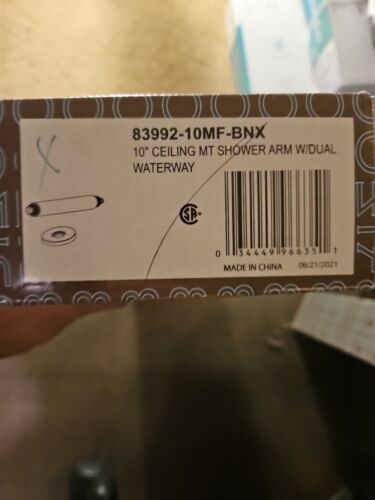 83992-10MF-BNX
10" CEILING MT SHOWER ARM W/DUAL
WATERWAY
X
SA
0 34449 96635 1
MADE IN CHINA 06/21/2021